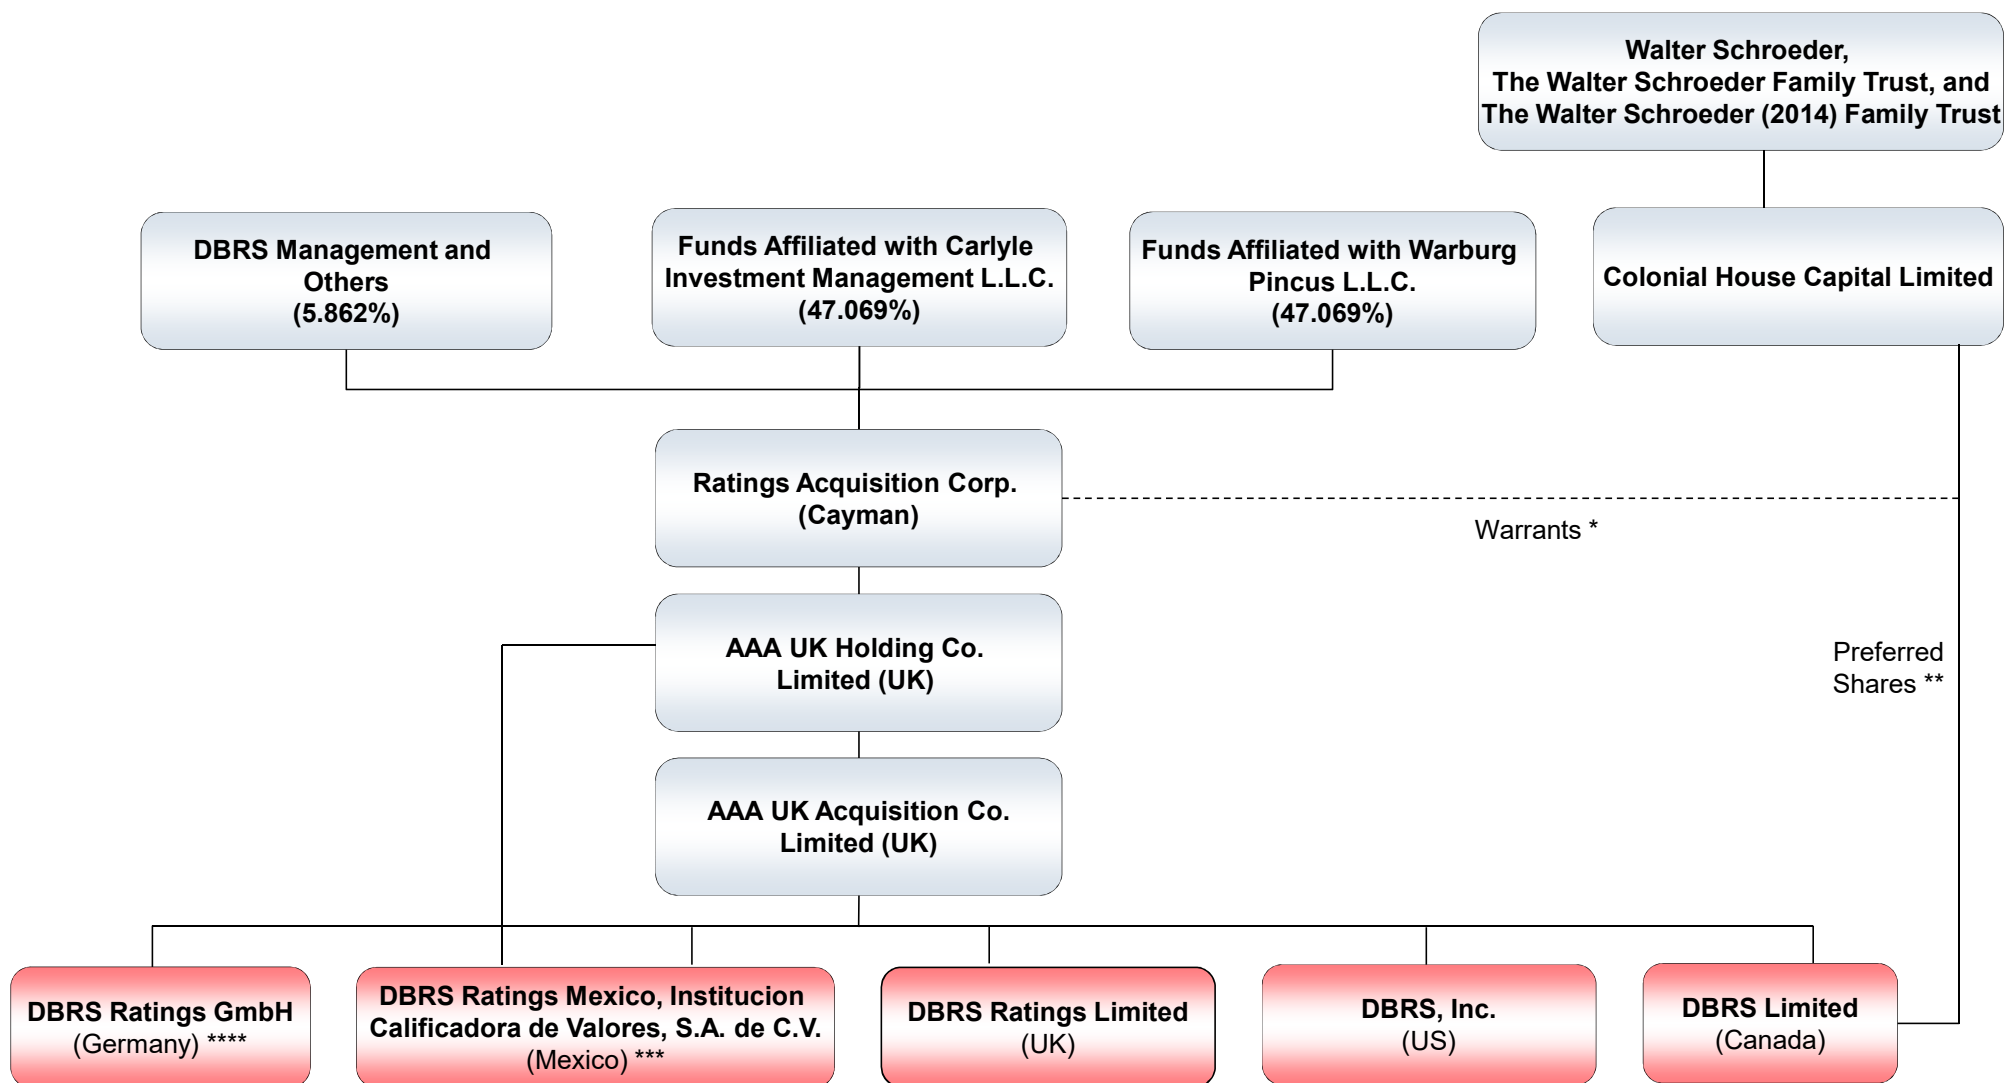 Walter Schroeder,
The Walter Schroeder Family Trust, and
The Walter Schroeder (2014) Family Trust
DBRS Management and
Others
(5.862%)
Funds Affiliated with Carlyle
Investment Management L.L.C.
(47.069%)
Funds Affiliated with Warburg
Pincus L.L.C.
(47.069%)
Colonial House Capital Limited
Ratings Acquisition Corp.
(Cayman)
Warrants *
AAA UK Holding Co.
Limited (UK)
Preferred
Shares **
AAA UK Acquisition Co.
Limited (UK)
DBRS Ratings GmbH
(Germany) ****
DBRS Ratings Mexico, Institucion
Calificadora de Valores, S.A. de C.V.
(Mexico) ***
DBRS Ratings Limited
(UK)
DBRS, Inc.
(US)
DBRS Limited
(Canada)